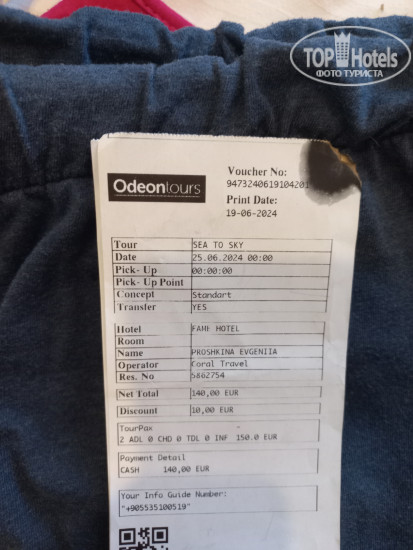 TOP Hotels
ФОТО ТУРИСТА
Odeontours
Voucher No:
9473240619104201
Print Date:
19-06-2024
Tour SEA TO SKY
Date 25.06.2024 00:00
Pick- Up 00:00:00
Pick- Up Point
Concept Standart
Transfer YES
Hotel FAME HOTEL
Room
Name PROSHKINA EVGENIIA
Operator Coral Travel
Res. No 5862754
Net Total 140,00 EUR
Discount 10,00 EUR
TourPax -
2 ADL 0 CHD 0 TDL 0 INF 150.0 EUR
Payment Detail
CASH 140,00 EUR
Your Info Guide Number:
"+905535100519"